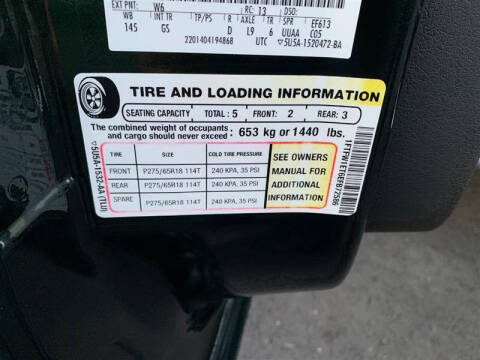 EXT PNT: W6 RC: 13 DSO:
WB INT TR TP/PS R AXLE TR SPR EF613
145 GS D L9 6 UUAA C05
2201404194868 UTC 5U5A-1520472-BA
TIRE AND LOADING INFORMATION
SEATING CAPACITY TOTAL: 5 FRONT: 2 REAR: 3
The combined weight of occupants
and cargo should never exceed: 653 kg or 1440 lbs.
TIRE SIZE COLD TIRE PRESSURE
FRONT P275/65R18 114T 240 KPA, 35 PSI
REAR P275/65R18 114T 240 KPA, 35 PSI
SPARE P275/65R18 114T 240 KPA, 35 PSI
SEE OWNERS
MANUAL FOR
ADDITIONAL
INFORMATION
5U5A-1532-AA (TLU)